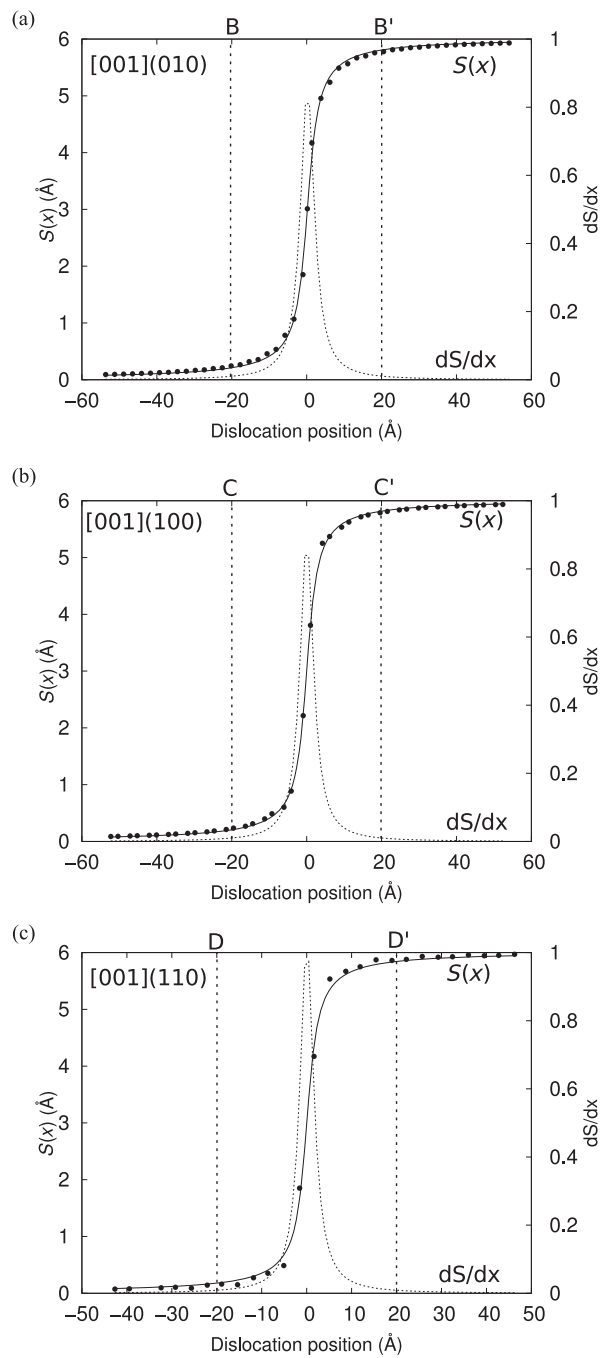 (a)
B B'
[001](010) S(x)
6 5 4 3 2 1 0
S(x) (Å)
1 0.8 0.6 0.4 0.2 0
dS/dx
dS/dx
−60 −40 −20 0 20 40 60
Dislocation position (Å)
(b)
C C'
[001](100) S(x)
6 5 4 3 2 1 0
S(x) (Å)
1 0.8 0.6 0.4 0.2 0
dS/dx
dS/dx
−60 −40 −20 0 20 40 60
Dislocation position (Å)
(c)
D D'
[001](110) S(x)
6 5 4 3 2 1 0
S(x) (Å)
1 0.8 0.6 0.4 0.2 0
dS/dx
dS/dx
−50 −40 −30 −20 −10 0 10 20 30 40 50
Dislocation position (Å)